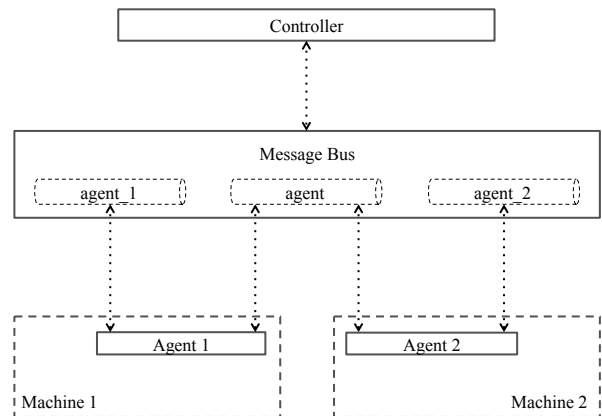 Controller
Message Bus
agent_1
agent
agent_2
Agent 1
Agent 2
Machine 1
Machine 2